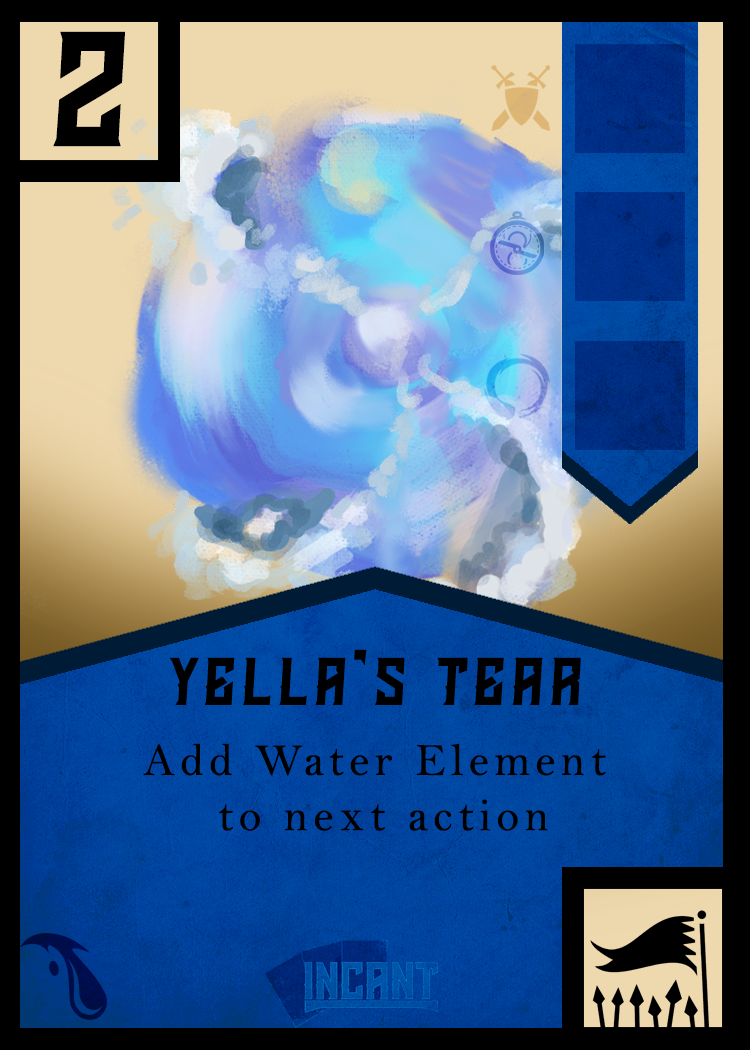 2
YELLA'S TEAR
Add Water Element
to next action
INCANT